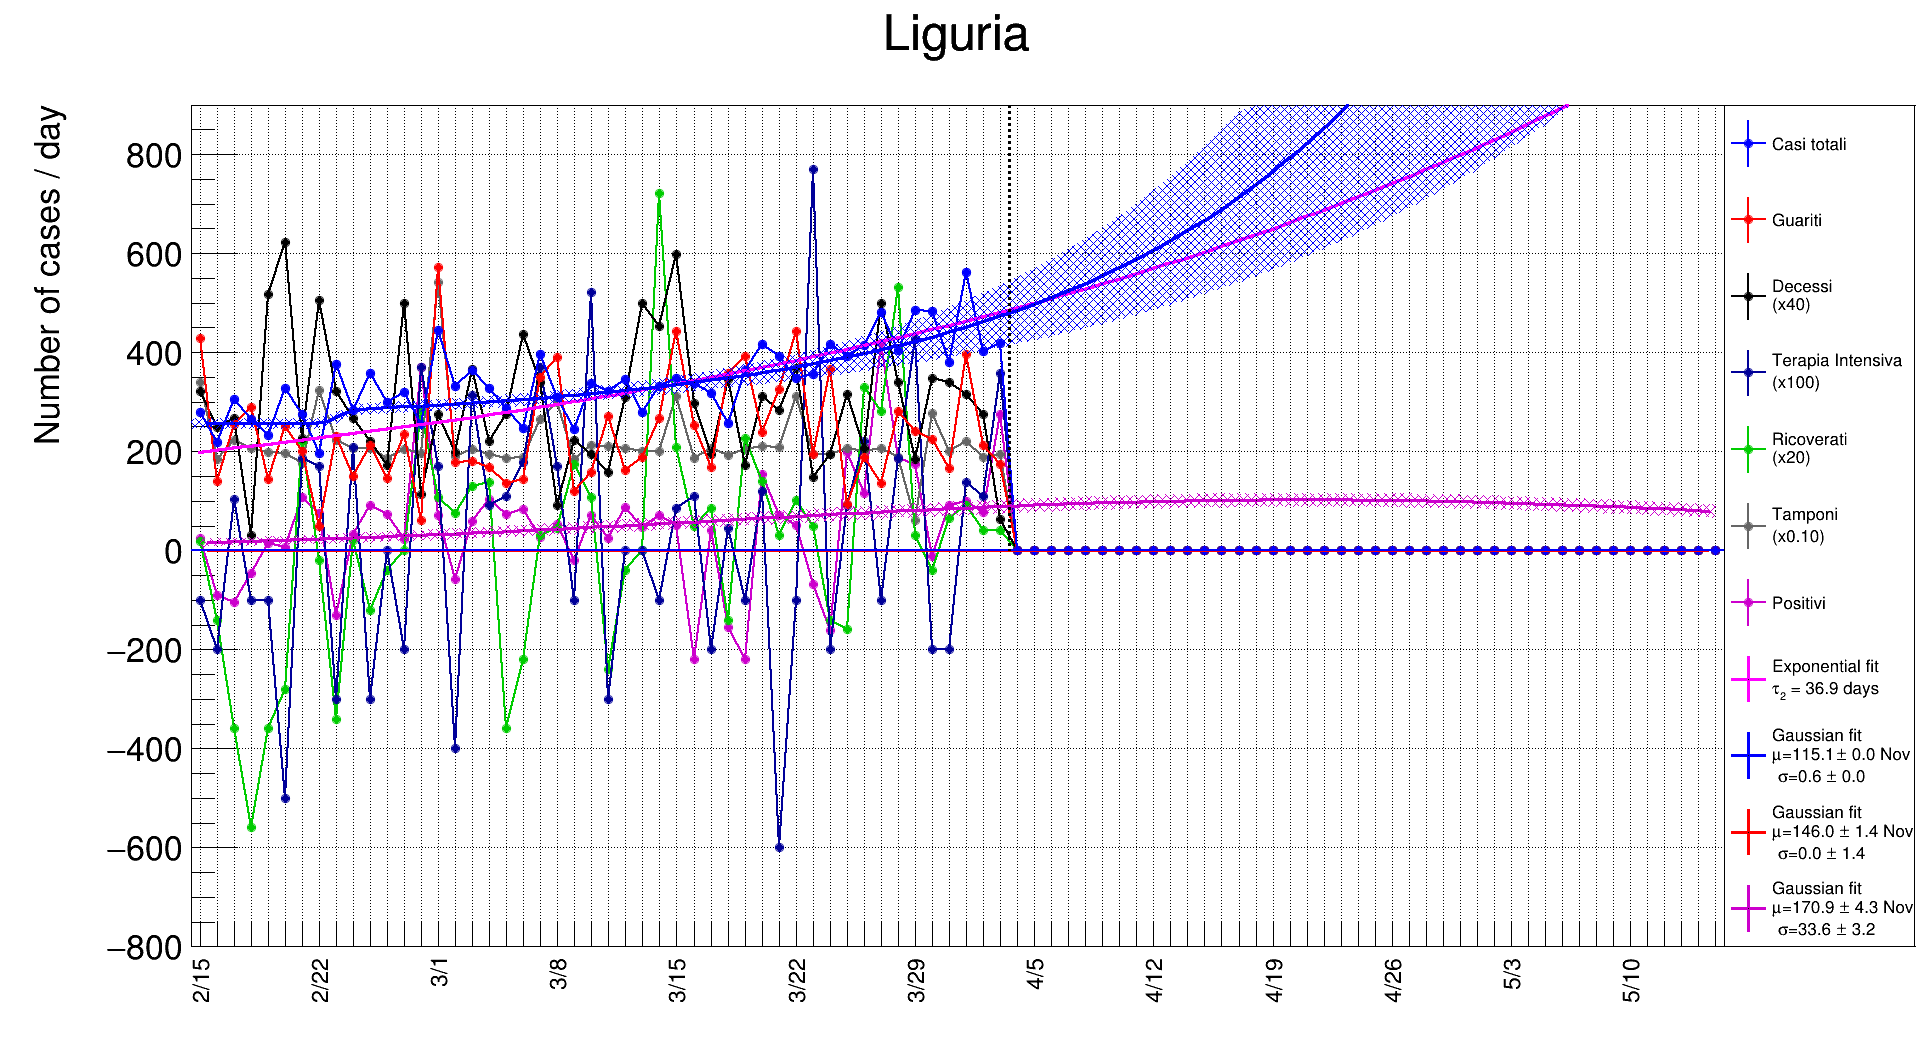 Liguria
Number of cases / day
800
600
400
200
0
−200
−400
−600
−800
2/15
2/22
3/1
3/8
3/15
3/22
3/29
4/5
4/12
4/19
4/26
5/3
5/10
Casi totali
Guariti
Decessi
(x40)
Terapia Intensiva
(x100)
Ricoverati
(x20)
Tamponi
(x0.10)
Positivi
Exponential fit
τ₂ = 36.9 days
Gaussian fit
μ=115.1± 0.0 Nov
σ=0.6 ± 0.0
Gaussian fit
μ=146.0 ± 1.4 Nov
σ=0.0 ± 1.4
Gaussian fit
μ=170.9 ± 4.3 Nov
σ=33.6 ± 3.2